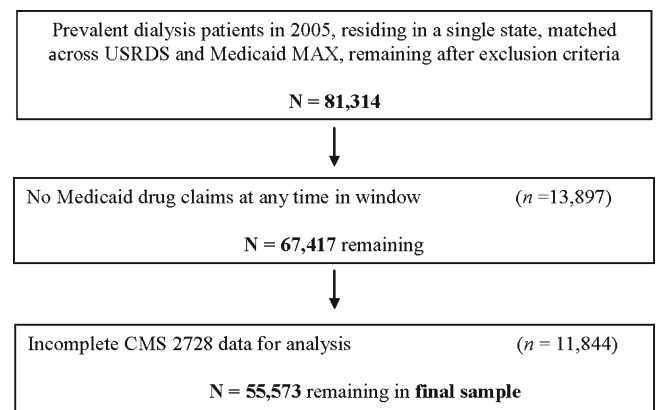 Prevalent dialysis patients in 2005, residing in a single state, matched
across USRDS and Medicaid MAX, remaining after exclusion criteria
N = 81,314
No Medicaid drug claims at any time in window (n =13,897)
N = 67,417 remaining
Incomplete CMS 2728 data for analysis (n = 11,844)
N = 55,573 remaining in final sample